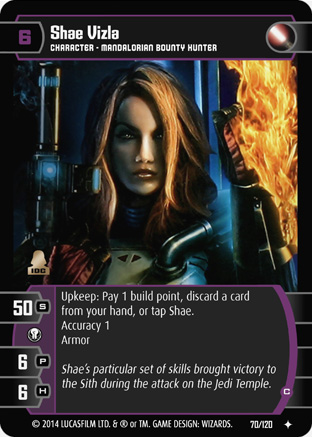 6 Shae Vizla
CHARACTER - MANDALORIAN BOUNTY HUNTER
IDC
50 S
6 P
6 H
Upkeep: Pay 1 build point, discard a card
from your hand, or tap Shae.
Accuracy 1
Armor
Shae's particular set of skills brought victory to
the Sith during the attack on the Jedi Temple.
C
© 2014 LUCASFILM LTD. & ® or TM. GAME DESIGN: WIZARDS. 70/120